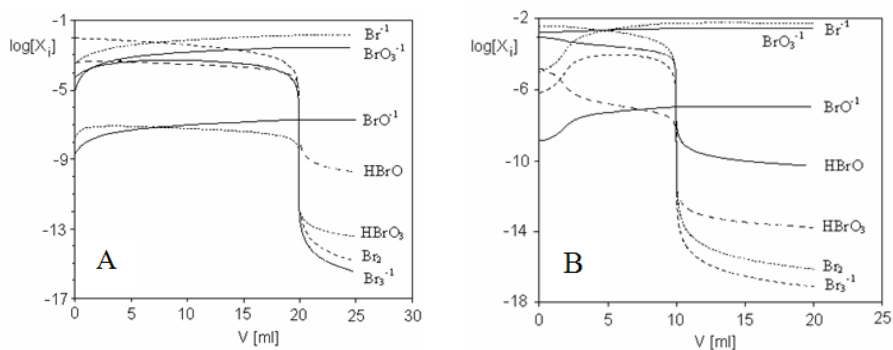 log[Xᵢ]
-1
-5
-9
-13
-17
0
5
10
15
20
25
30
V [ml]
A
Br⁻¹
BrO₃⁻¹
BrO⁻¹
HBrO
HBrO₃
Br₂
Br₃⁻¹
log[Xᵢ]
-2
-6
-10
-14
-18
0
5
10
15
20
25
V [ml]
B
Br⁻¹
BrO₃⁻¹
BrO⁻¹
HBrO
HBrO₃
Br₂
Br₃⁻¹